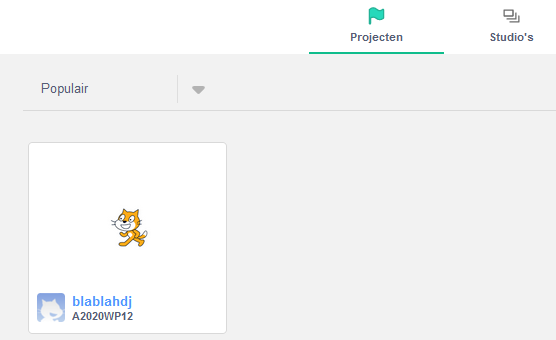 Projecten
Studio's
Populair
blablahdj
A2020WP12